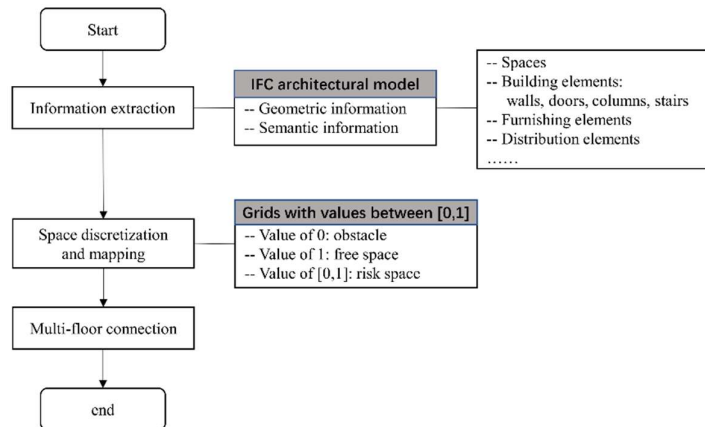 Start
Information extraction
IFC architectural model
-- Geometric information
-- Semantic information
-- Spaces
-- Building elements:
walls, doors, columns, stairs
-- Furnishing elements
-- Distribution elements
……
Space discretization
and mapping
Grids with values between [0,1]
-- Value of 0: obstacle
-- Value of 1: free space
-- Value of [0,1]: risk space
Multi-floor connection
end